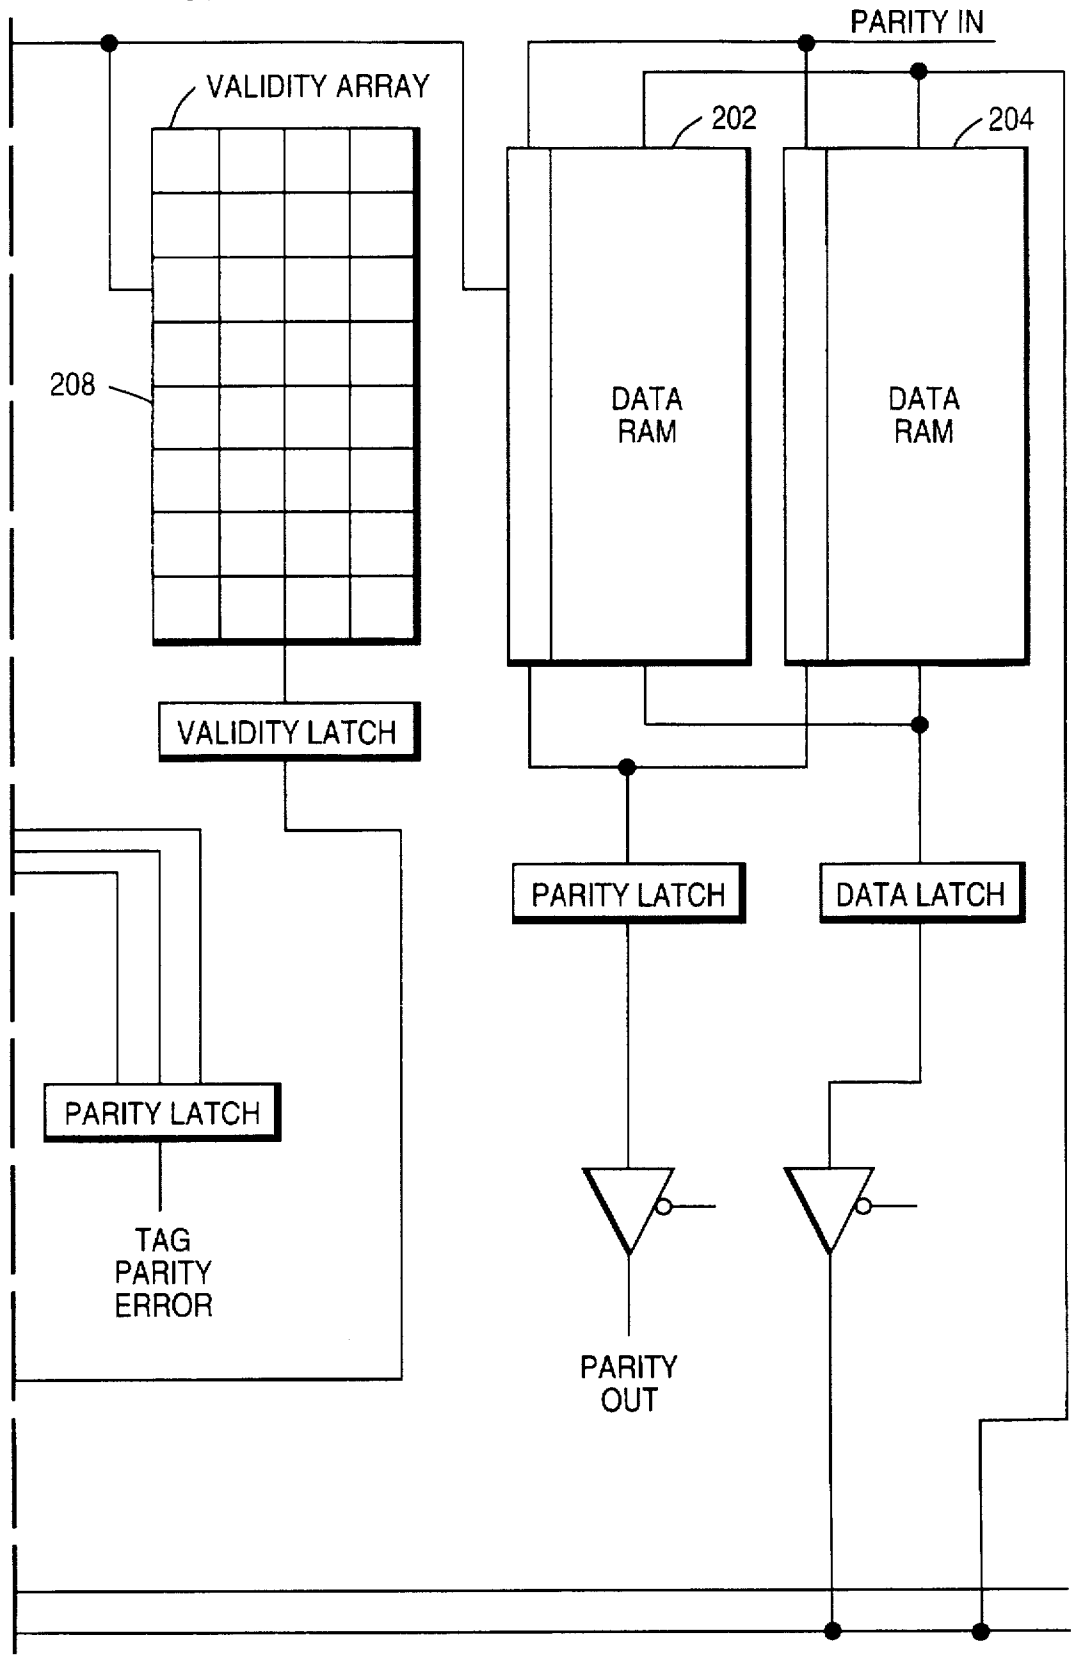 PARITY IN
VALIDITY ARRAY
202
204
208
DATA
RAM
DATA
RAM
VALIDITY LATCH
PARITY LATCH
DATA LATCH
PARITY LATCH
TAG
PARITY
ERROR
PARITY
OUT